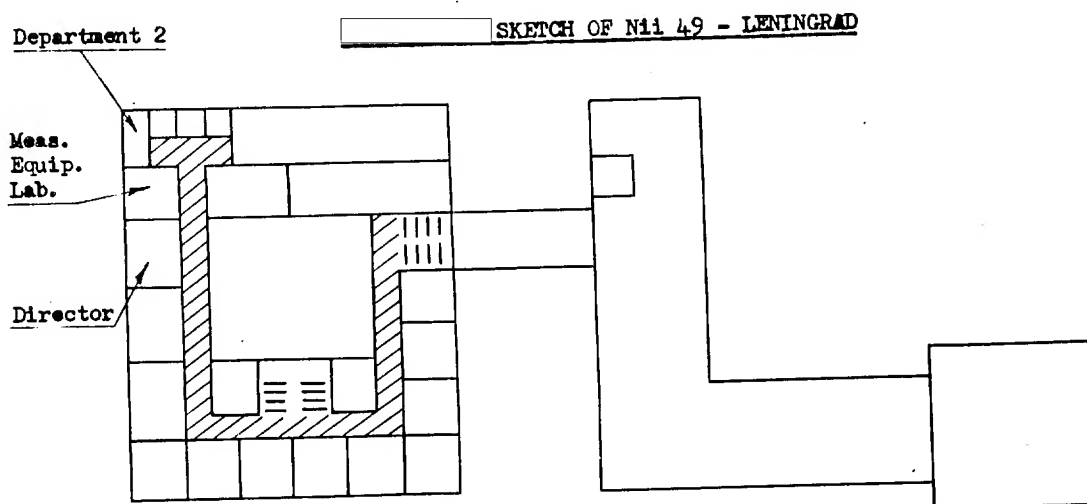 SKETCH OF Nii 49 - LENINGRAD
Department 2
Meas.
Equip.
Lab.
Director